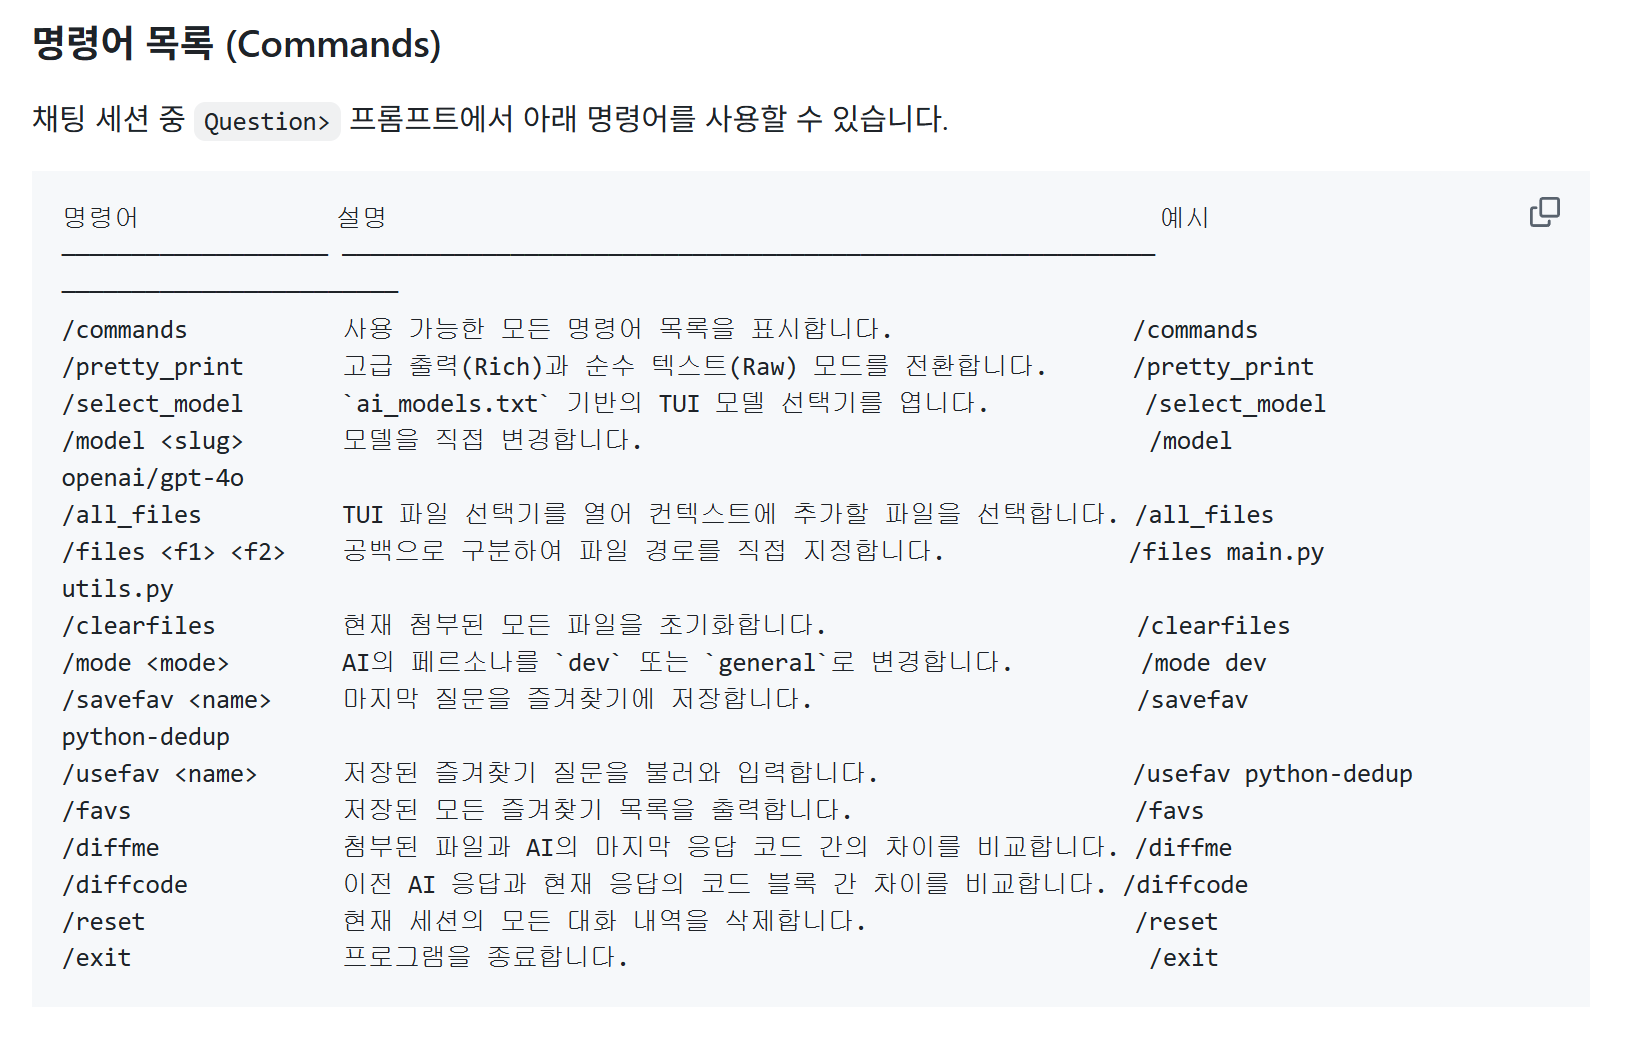 명령어 목록 (Commands)
채팅 세션 중 Question> 프롬프트에서 아래 명령어를 사용할 수 있습니다.
명령어 설명 예시
/commands 사용 가능한 모든 명령어 목록을 표시합니다. /commands
/pretty_print 고급 출력(Rich)과 순수 텍스트(Raw) 모드를 전환합니다. /pretty_print
/select_model `ai_models.txt` 기반의 TUI 모델 선택기를 엽니다. /select_model
/model <slug> 모델을 직접 변경합니다. /model
openai/gpt-4o
/all_files TUI 파일 선택기를 열어 컨텍스트에 추가할 파일을 선택합니다. /all_files
/files <f1> <f2> 공백으로 구분하여 파일 경로를 직접 지정합니다. /files main.py
utils.py
/clearfiles 현재 첨부된 모든 파일을 초기화합니다. /clearfiles
/mode <mode> AI의 페르소나를 `dev` 또는 `general`로 변경합니다. /mode dev
/savefav <name> 마지막 질문을 즐겨찾기에 저장합니다. /savefav
python-dedup
/usefav <name> 저장된 즐겨찾기 질문을 불러와 입력합니다. /usefav python-dedup
/favs 저장된 모든 즐겨찾기 목록을 출력합니다. /favs
/diffme 첨부된 파일과 AI의 마지막 응답 코드 간의 차이를 비교합니다. /diffme
/diffcode 이전 AI 응답과 현재 응답의 코드 블록 간 차이를 비교합니다. /diffcode
/reset 현재 세션의 모든 대화 내역을 삭제합니다. /reset
/exit 프로그램을 종료합니다. /exit